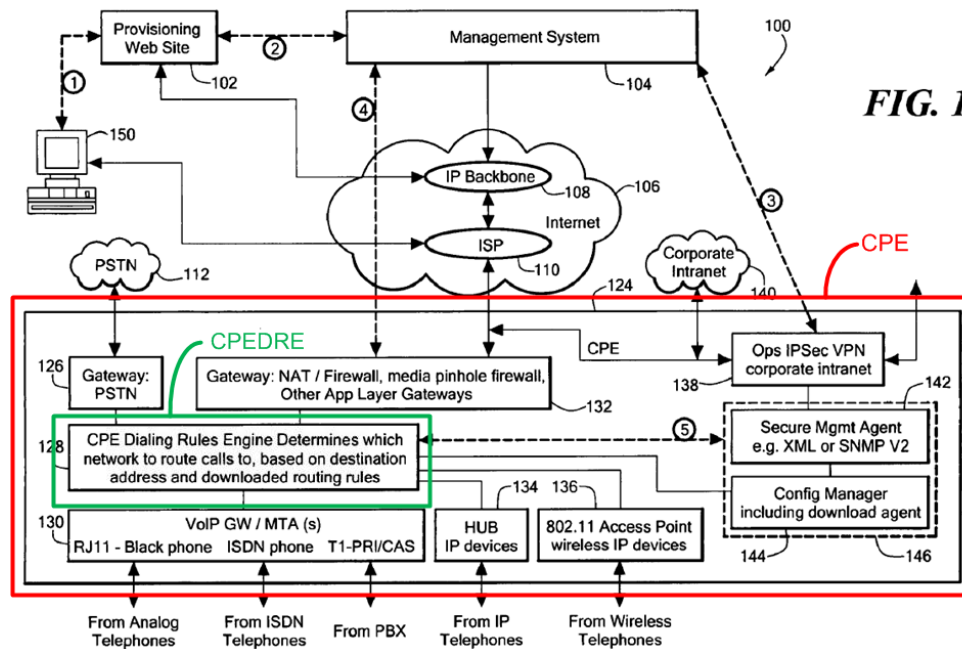 Provisioning
Web Site
102
2
Management System
104
100
FIG. 1
1
4
150
IP Backbone
108
106
Internet
ISP
110
3
PSTN
112
Corporate
Intranet
140
CPE
124
CPEDRE
126
Gateway:
PSTN
Gateway: NAT / Firewall, media pinhole firewall,
Other App Layer Gateways
132
CPE
Ops IPSec VPN
corporate intranet
138
142
128
CPE Dialing Rules Engine Determines which
network to route calls to, based on destination
address and downloaded routing rules
5
Secure Mgmt Agent
e.g. XML or SNMP V2
130
VoIP GW / MTA (s)
RJ11 - Black phone ISDN phone T1-PRI/CAS
134
HUB
IP devices
136
802.11 Access Point
wireless IP devices
Config Manager
including download agent
144
146
From Analog
Telephones
From ISDN
Telephones
From PBX
From IP
Telephones
From Wireless
Telephones